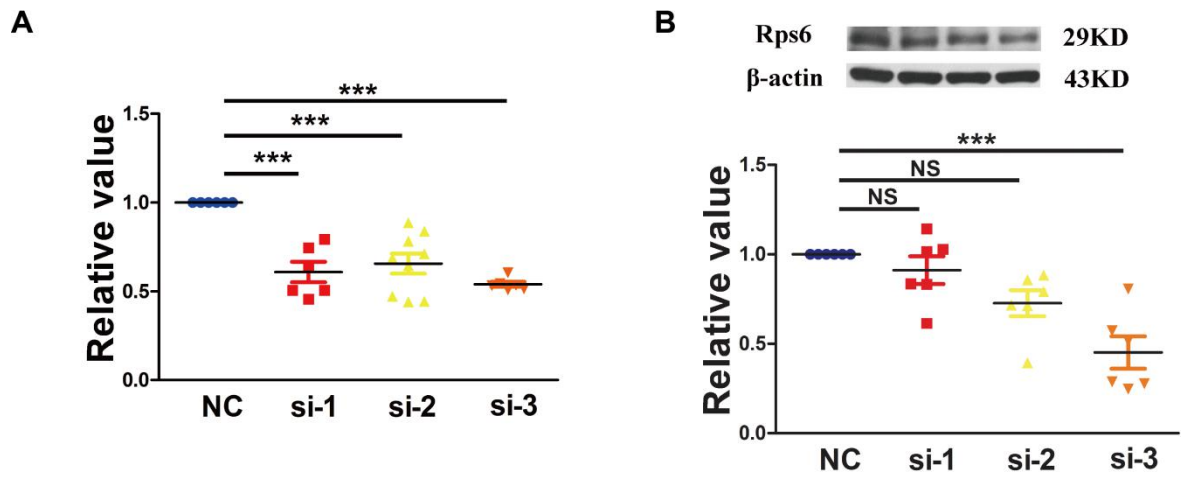 A
***
***
***
Relative value
1.5
1.0
0.5
0.0
NC si-1 si-2 si-3
B
Rps6 29KD
β-actin 43KD
***
NS
NS
Relative value
1.5
1.0
0.5
0.0
NC si-1 si-2 si-3